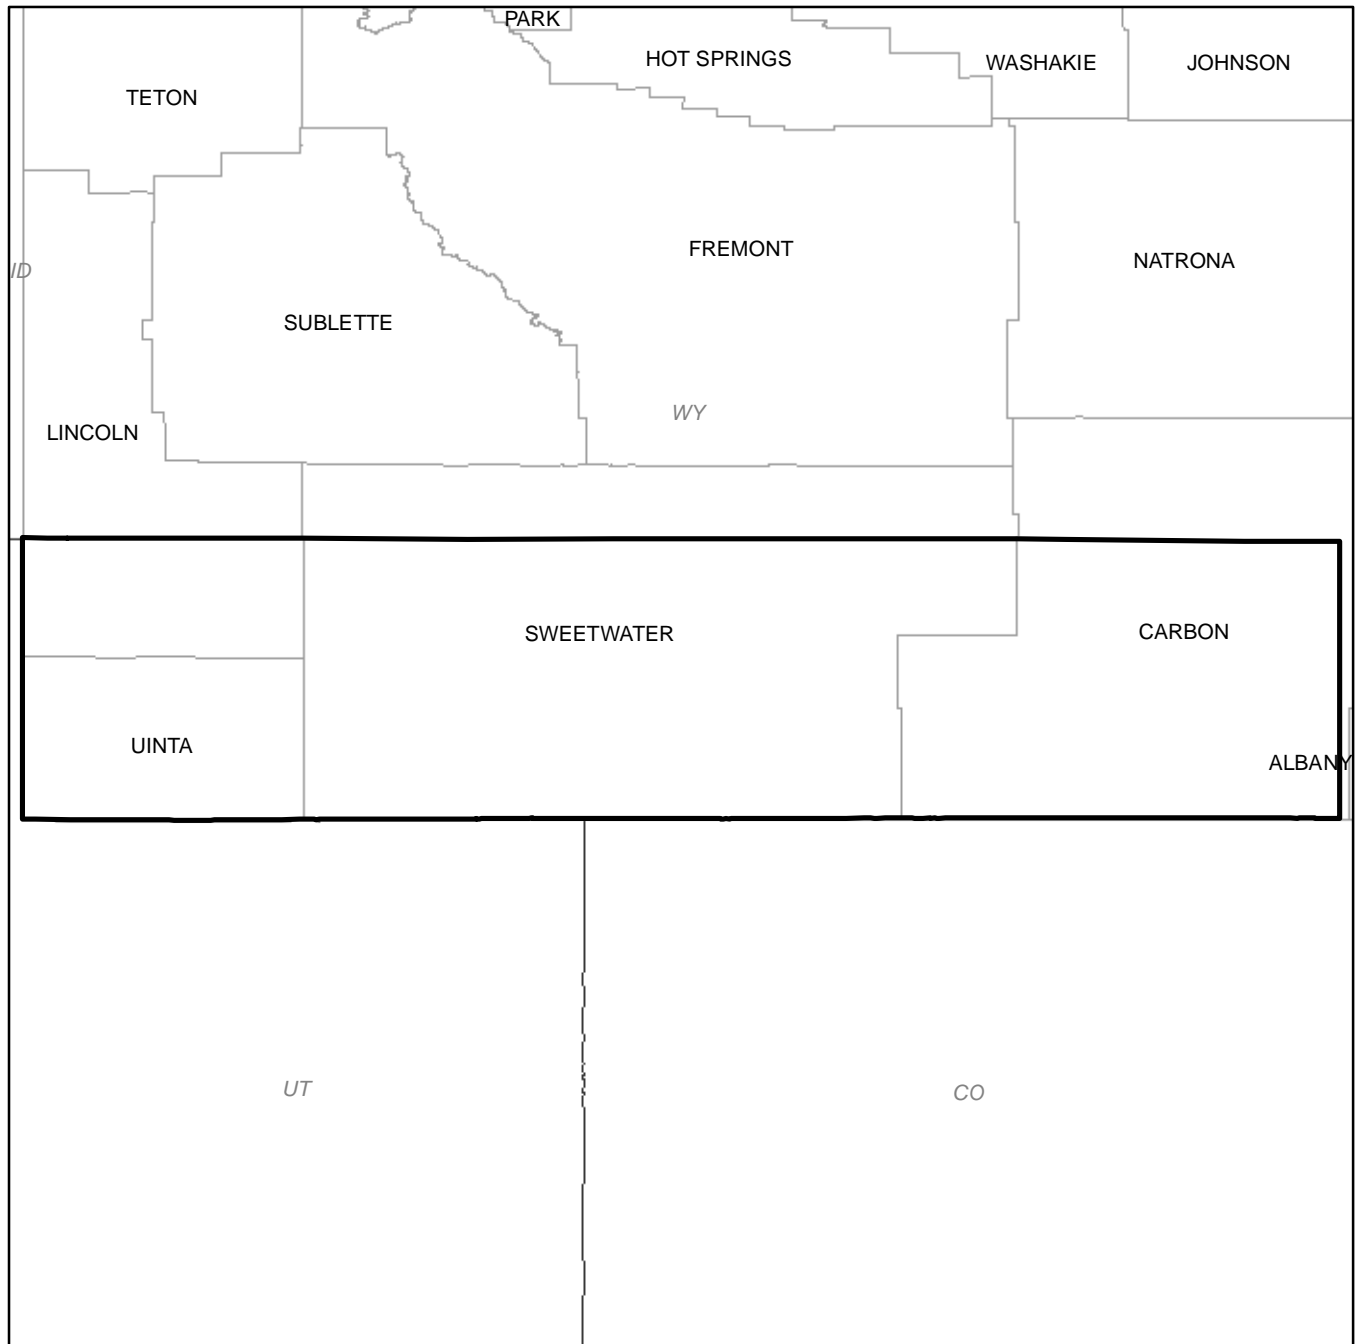 PARK
HOT SPRINGS
WASHAKIE
JOHNSON
TETON
FREMONT
NATRONA
ID
SUBLETTE
WY
LINCOLN
SWEETWATER
CARBON
UINTA
ALBANY
UT
CO